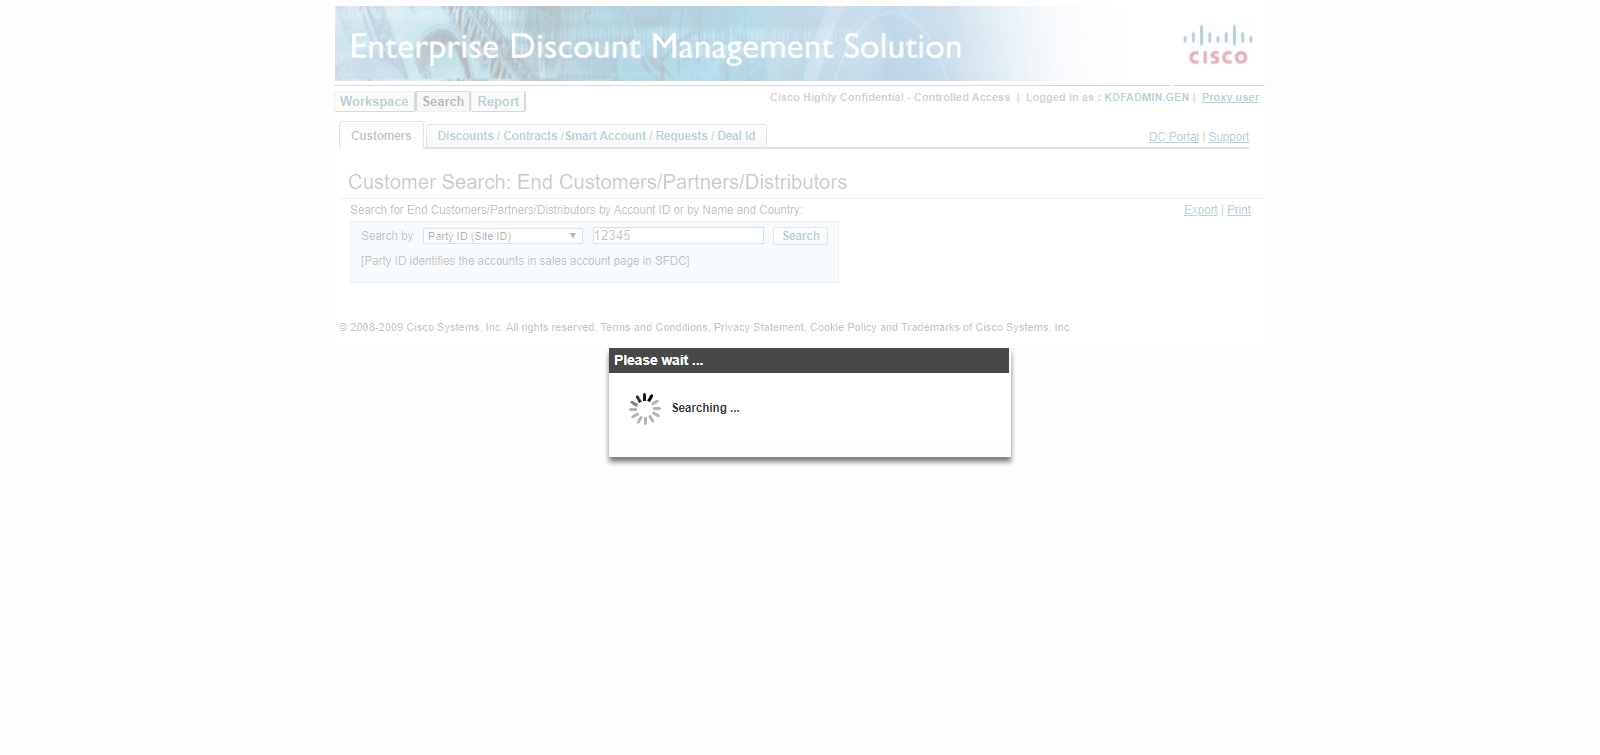 Enterprise Discount Management Solution
CISCO
Workspace Search Report
Cisco Highly Confidential - Controlled Access | Logged in as : KDFADMIN.GEN | Proxy user
Customers Discounts / Contracts /Smart Account / Requests / Deal Id
DC Portal | Support
Customer Search: End Customers/Partners/Distributors
Search for End Customers/Partners/Distributors by Account ID or by Name and Country:
Export | Print
Search by Party ID (Site ID) 12345 Search
[Party ID identifies the accounts in sales account page in SFDC]
© 2008-2009 Cisco Systems, Inc. All rights reserved. Terms and Conditions, Privacy Statement, Cookie Policy and Trademarks of Cisco Systems, Inc.
Please wait ...
Searching ...